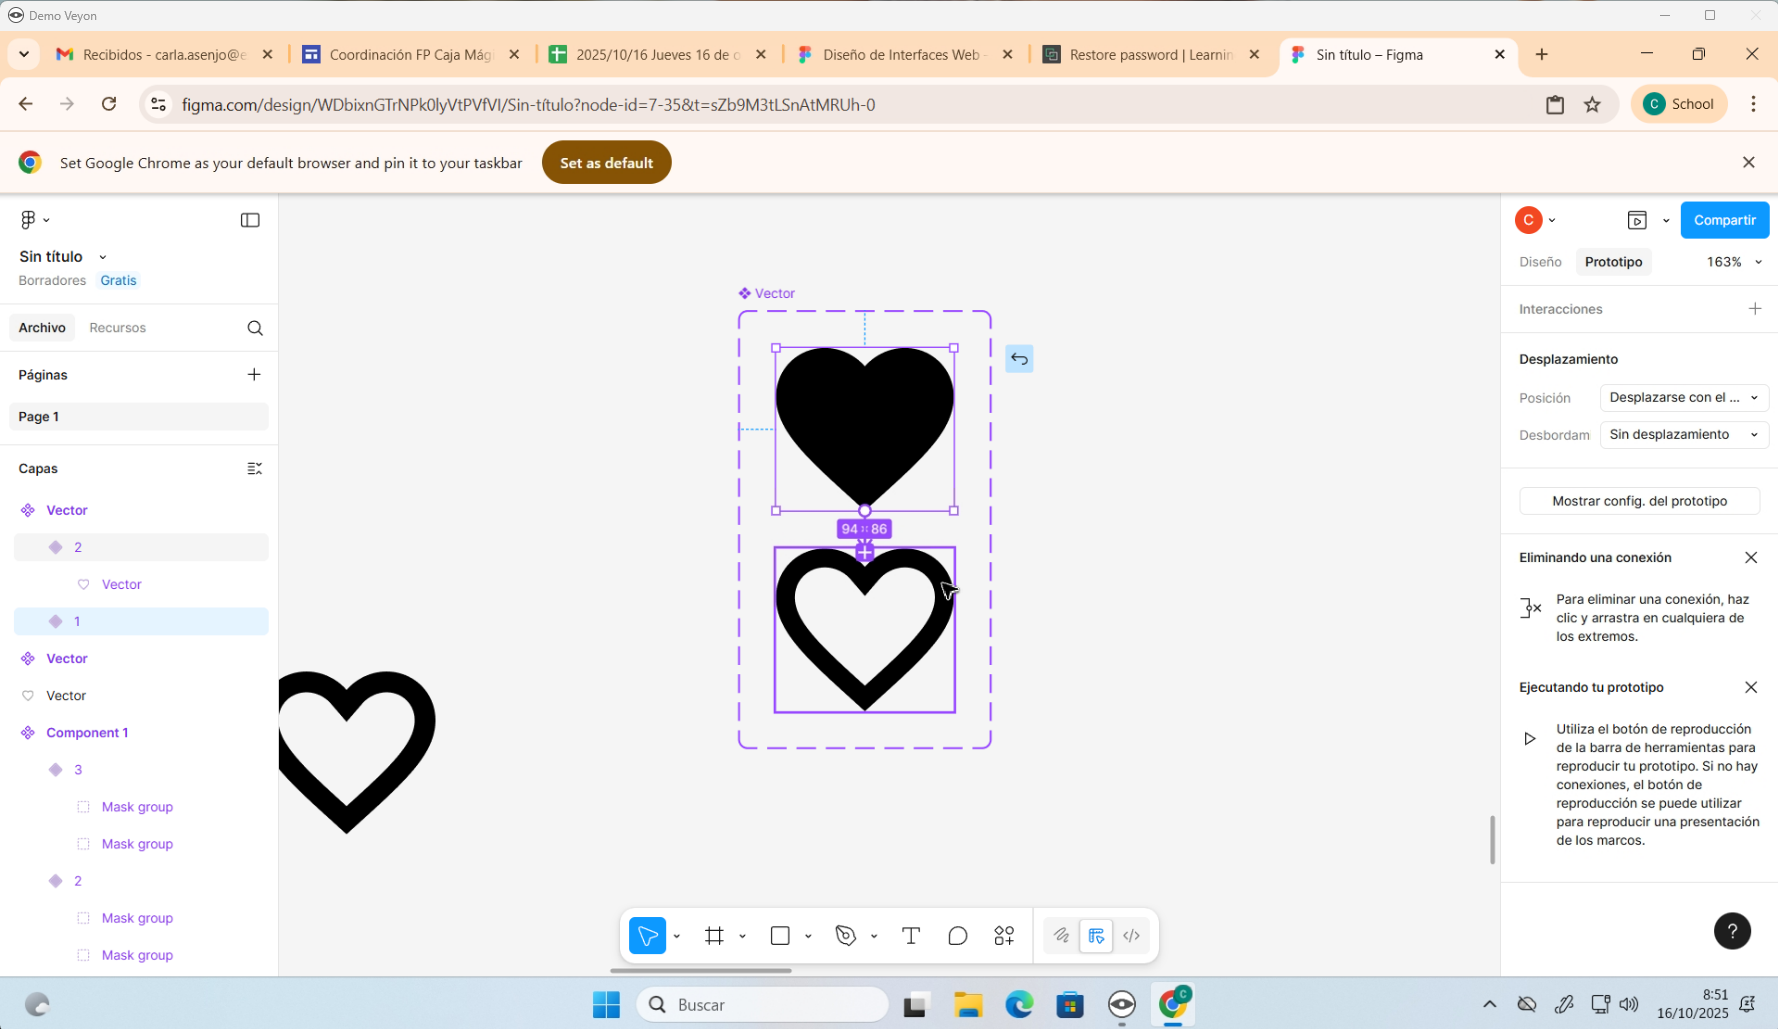 Demo Veyon
Recibidos - carla.asenjo@e
Coordinación FP Caja Mági
2025/10/16 Jueves 16 de o
Diseño de Interfaces Web -
Restore password | Learnin
Sin título – Figma
figma.com/design/WDbixnGTrNPk0lyVtPVfVI/Sin-título?node-id=7-35&t=sZb9M3tLSnAtMRUh-0
C School
Set Google Chrome as your default browser and pin it to your taskbar
Set as default
Sin título
Borradores Gratis
Archivo Recursos
Páginas
Page 1
Capas
Vector
2
Vector
1
Vector
Vector
Component 1
3
Mask group
Mask group
2
Mask group
Mask group
Vector
94 86
C
Compartir
Diseño Prototipo 163%
Interacciones
Desplazamiento
Posición Desplazarse con el ...
Desbordam Sin desplazamiento
Mostrar config. del prototipo
Eliminando una conexión
Para eliminar una conexión, haz
clic y arrastra en cualquiera de
los extremos.
Ejecutando tu prototipo
Utiliza el botón de reproducción
de la barra de herramientas para
reproducir tu prototipo. Si no hay
conexiones, el botón de
reproducción se puede utilizar
para reproducir una presentación
de los marcos.
T
?
Buscar
C
8:51
16/10/2025